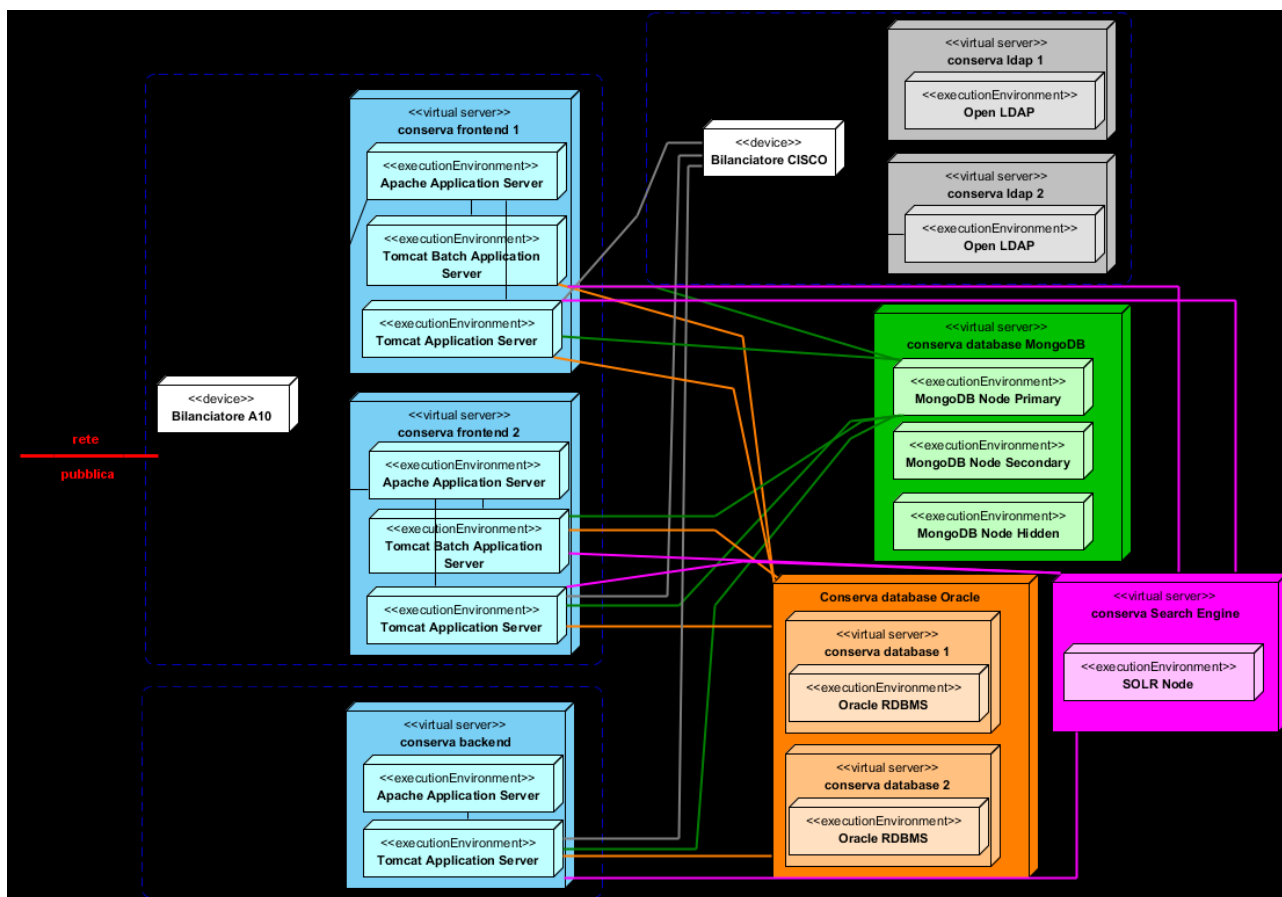 <<virtual server>>
conserva ldap 1
<<executionEnvironment>>
Open LDAP
<<virtual server>>
conserva ldap 2
<<executionEnvironment>>
Open LDAP
<<device>>
Bilanciatore CISCO
<<virtual server>>
conserva frontend 1
<<executionEnvironment>>
Apache Application Server
<<executionEnvironment>>
Tomcat Batch Application
Server
<<executionEnvironment>>
Tomcat Application Server
<<device>>
Bilanciatore A10
rete
pubblica
<<virtual server>>
conserva frontend 2
<<executionEnvironment>>
Apache Application Server
<<executionEnvironment>>
Tomcat Batch Application
Server
<<executionEnvironment>>
Tomcat Application Server
<<virtual server>>
conserva database MongoDB
<<executionEnvironment>>
MongoDB Node Primary
<<executionEnvironment>>
MongoDB Node Secondary
<<executionEnvironment>>
MongoDB Node Hidden
Conserva database Oracle
<<virtual server>>
conserva database 1
<<executionEnvironment>>
Oracle RDBMS
<<virtual server>>
conserva database 2
<<executionEnvironment>>
Oracle RDBMS
<<virtual server>>
conserva Search Engine
<<executionEnvironment>>
SOLR Node
<<virtual server>>
conserva backend
<<executionEnvironment>>
Apache Application Server
<<executionEnvironment>>
Tomcat Application Server